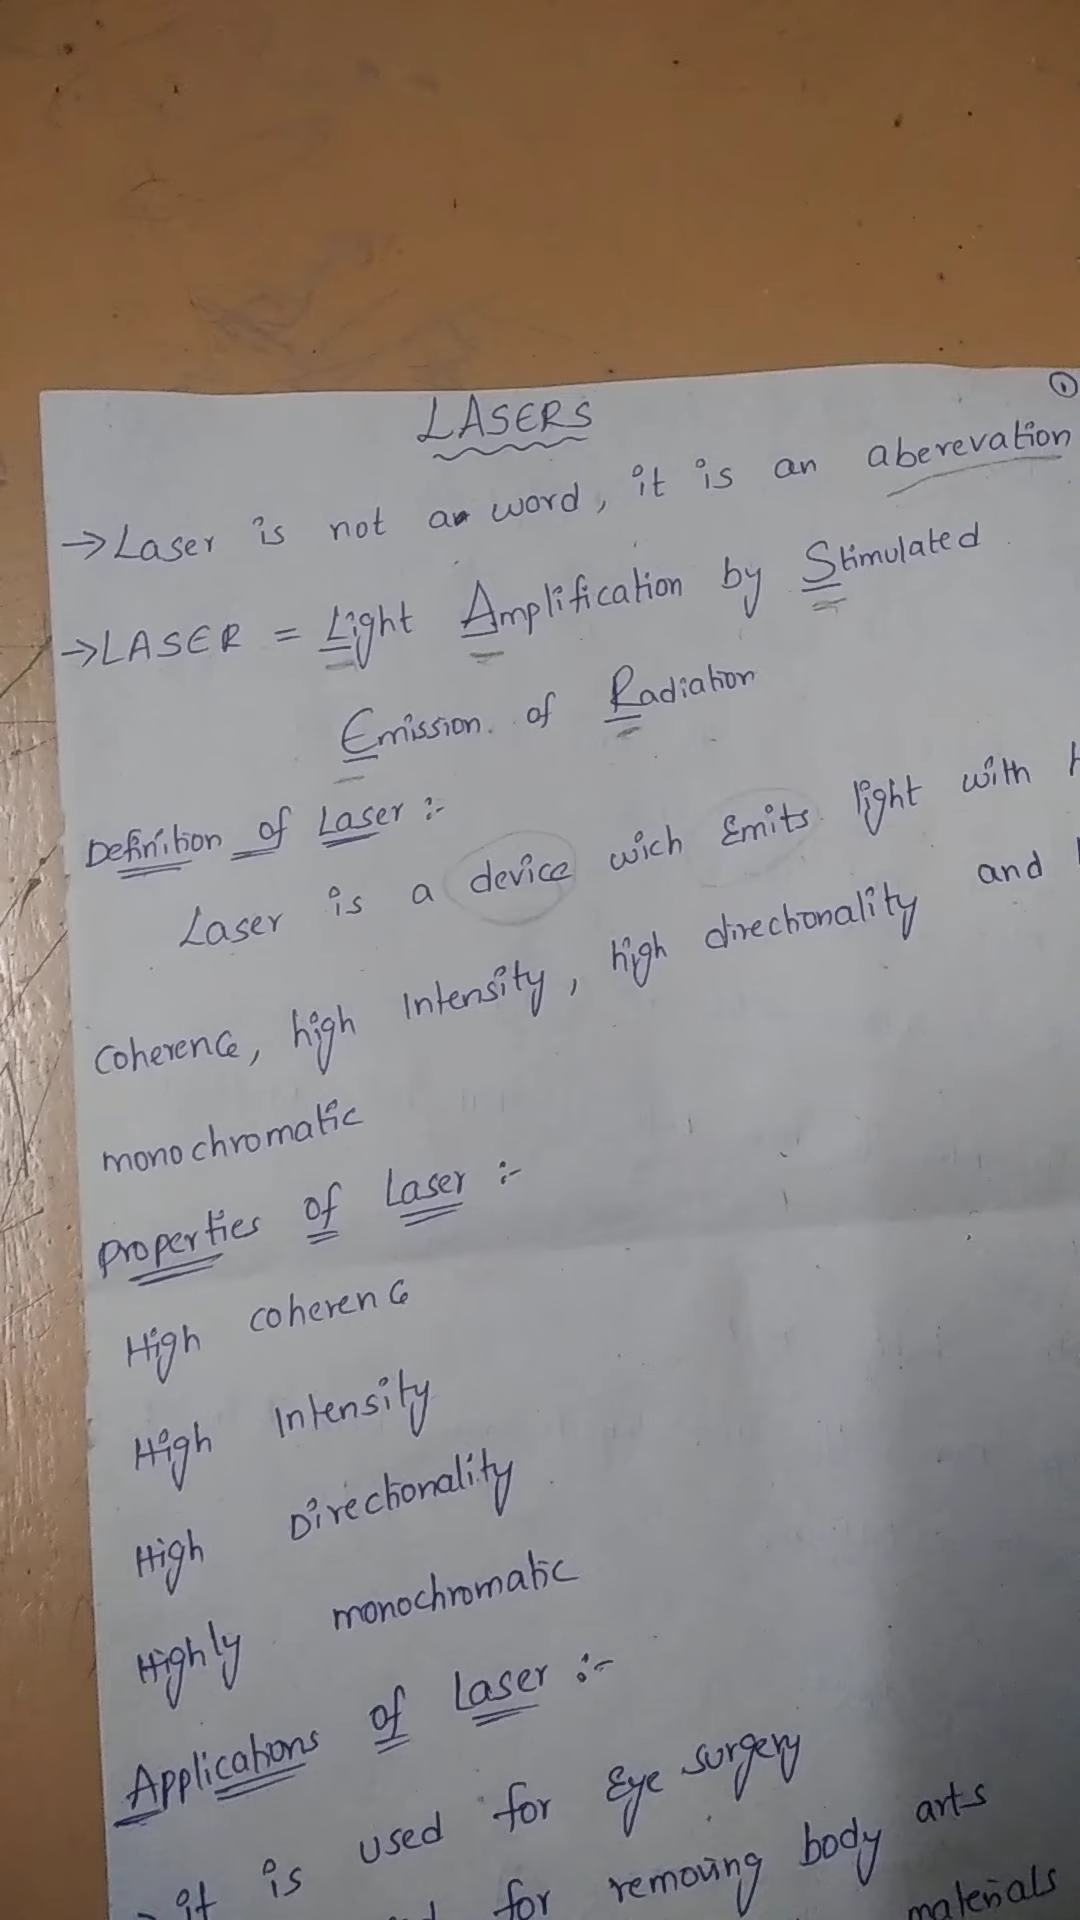 ①
LASERS
→ Laser is not a word, it is an aberevation
→ LASER = Light Amplification by Stimulated
Emission of Radiation
Definition of Laser :-
Laser is a device wich Emits light with
coherence, high Intensity, high directionality and
monochromatic
Properties of Laser :-
High coherence
High Intensity
High Directionality
Highly monochromatic
Applications of Laser :-
it is used for Eye surgery
for removing body arts
materials